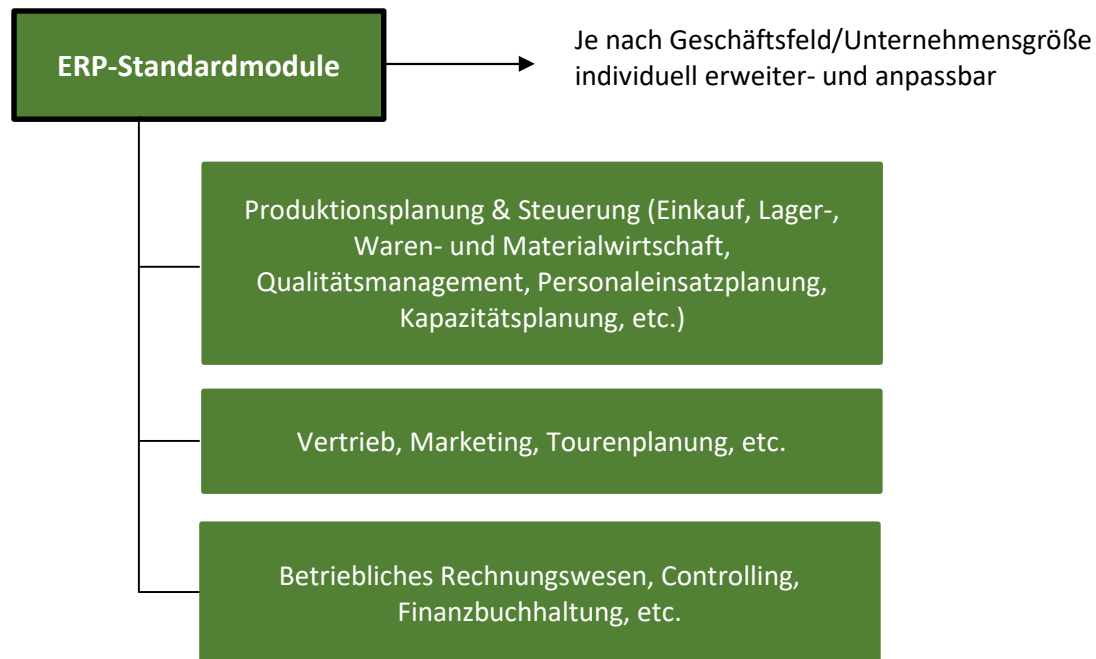 ERP-Standardmodule
Je nach Geschäftsfeld/Unternehmensgröße
individuell erweiter- und anpassbar
Produktionsplanung & Steuerung (Einkauf, Lager-,
Waren- und Materialwirtschaft,
Qualitätsmanagement, Personaleinsatzplanung,
Kapazitätsplanung, etc.)
Vertrieb, Marketing, Tourenplanung, etc.
Betriebliches Rechnungswesen, Controlling,
Finanzbuchhaltung, etc.